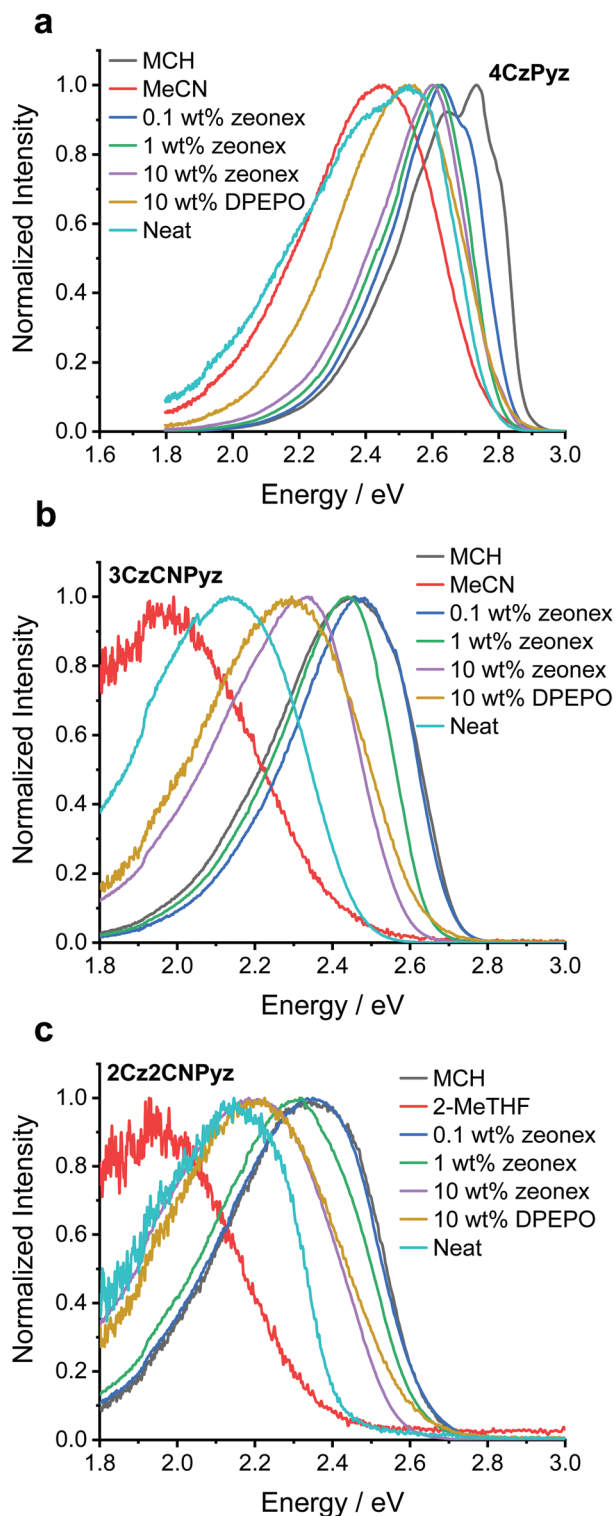 a
MCH
MeCN
0.1 wt% zeonex
1 wt% zeonex
10 wt% zeonex
10 wt% DPEPO
Neat
4CzPyz
Normalized Intensity
1.0
0.8
0.6
0.4
0.2
0.0
1.6 1.8 2.0 2.2 2.4 2.6 2.8 3.0
Energy / eV
b
3CzCNPyz
MCH
MeCN
0.1 wt% zeonex
1 wt% zeonex
10 wt% zeonex
10 wt% DPEPO
Neat
Normalized Intensity
1.0
0.8
0.6
0.4
0.2
0.0
1.8 2.0 2.2 2.4 2.6 2.8 3.0
Energy / eV
c
2Cz2CNPyz
MCH
2-MeTHF
0.1 wt% zeonex
1 wt% zeonex
10 wt% zeonex
10 wt% DPEPO
Neat
Normalized Intensity
1.0
0.8
0.6
0.4
0.2
0.0
1.8 2.0 2.2 2.4 2.6 2.8 3.0
Energy / eV